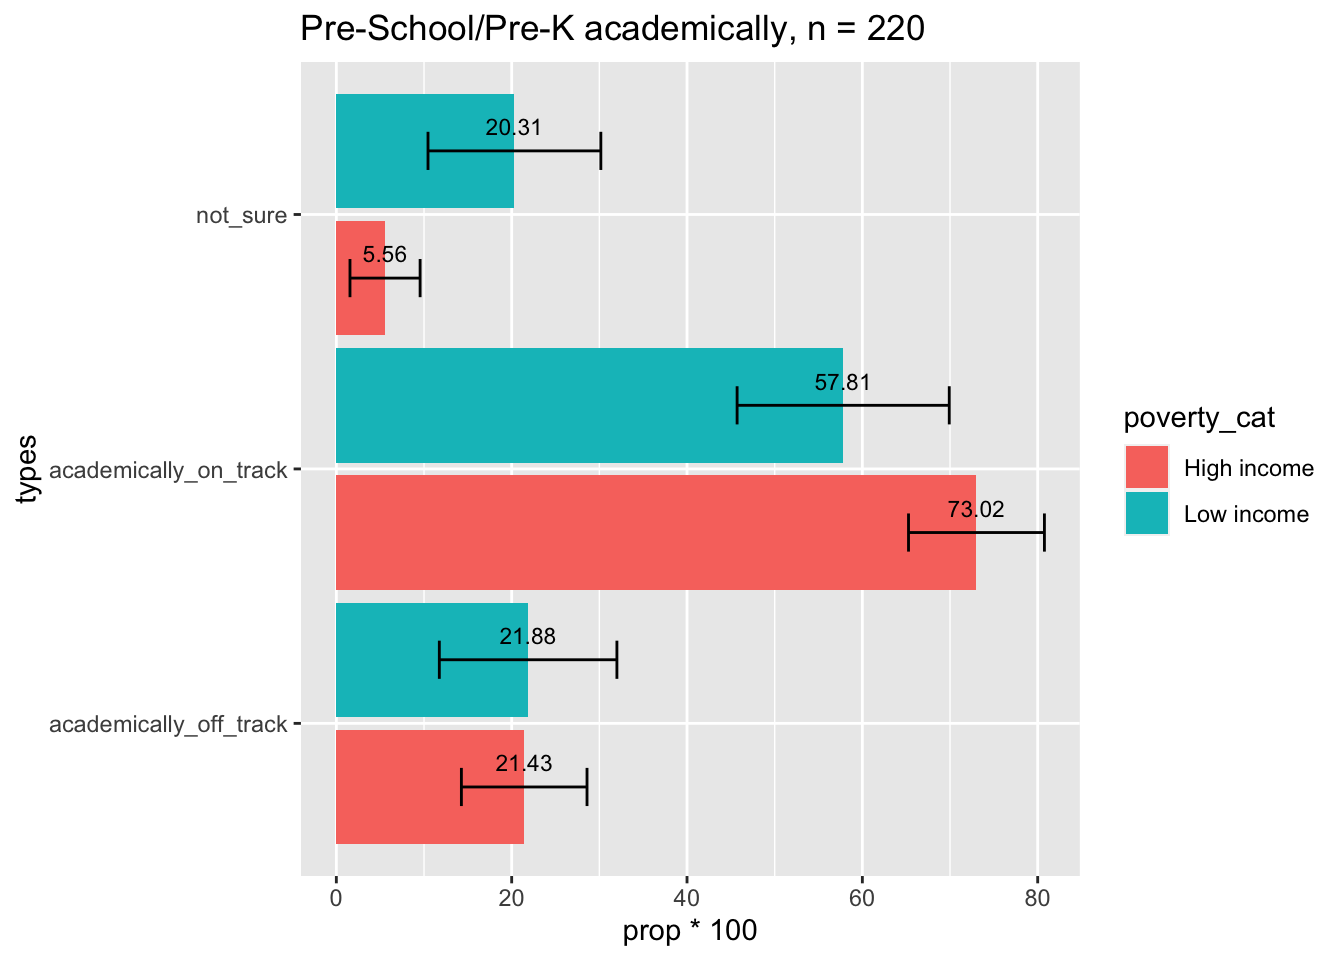 Pre-School/Pre-K academically, n = 220
20.31
not_sure
5.56
57.81
academically_on_track
types
73.02
21.88
academically_off_track
21.43
0 20 40 60 80
prop * 100
poverty_cat
High income
Low income